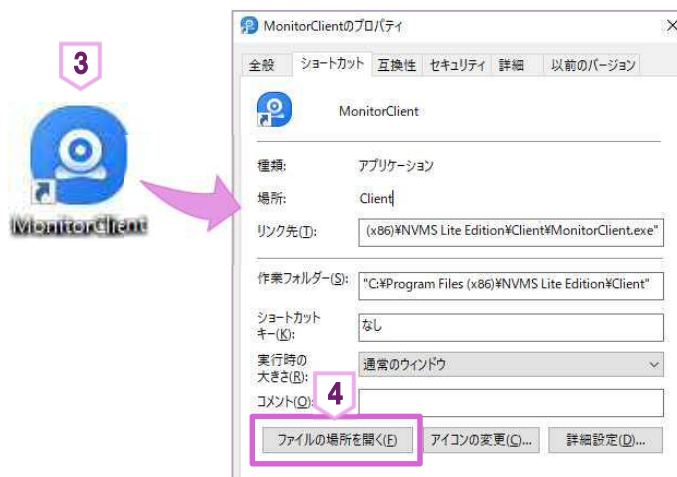 MonitorClientのプロパティ
3
全般 ショートカット 互換性 セキュリティ 詳細 以前のバージョン
MonitorClient
種類: アプリケーション
場所: Client
MonitorClient
リンク先(T): (x86)¥NVMS Lite Edition¥Client¥MonitorClient.exe"
作業フォルダー(S): "C:¥Program Files (x86)¥NVMS Lite Edition¥Client"
ショートカット
キー(K): なし
実行時の
大きさ(R): 通常のウィンドウ
4
コメント(O):
ファイルの場所を開く(F) アイコンの変更(C)... 詳細設定(D)...